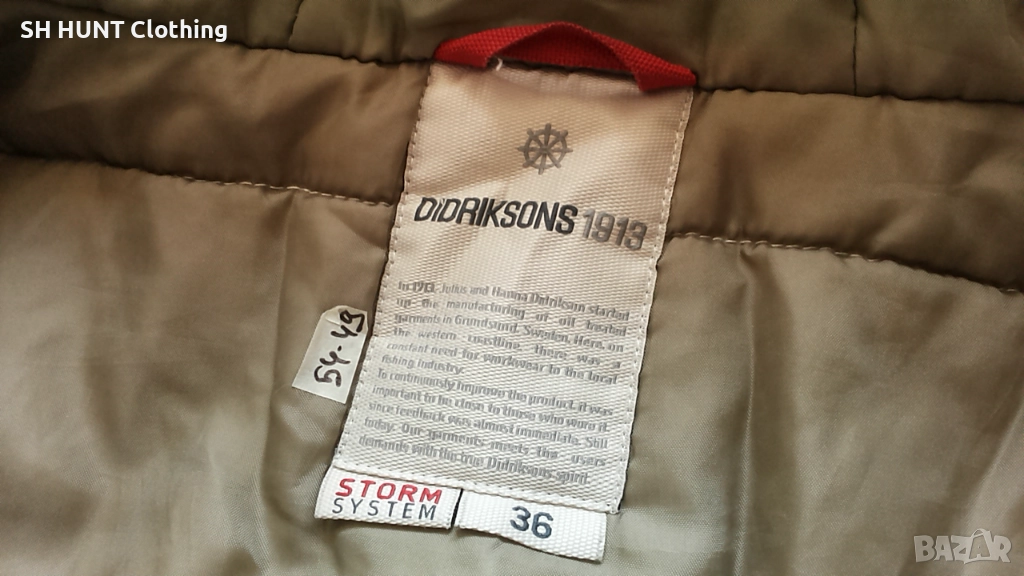 SH HUNT Clothing
DIDRIKSONS 1913
In 1913, Julius and Hanna Didrikson started
up the manufacturing of oil treated
garments in Grundsund, Sweden. Here, on
the western coastline, there was a
constant need for workwear to the local
fishing industry.
To continuously improve the product, it was
important to be close to those who wore it
since feedback was almost immediate. Still
today, Our garments meets the users
demands with the true Didriksons spirit.
54-49
STORM
SYSTEM
36
BAZAR